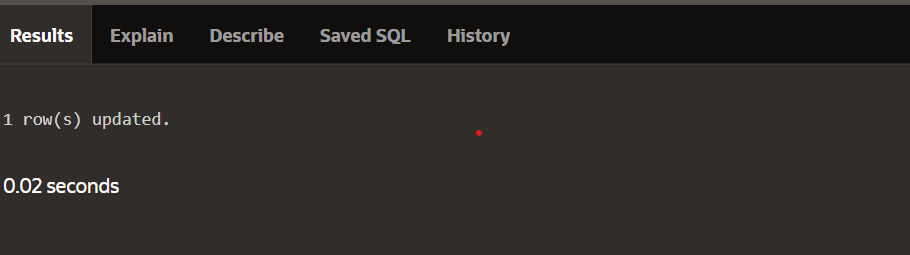 Results Explain Describe Saved SQL History
1 row(s) updated.
0.02 seconds